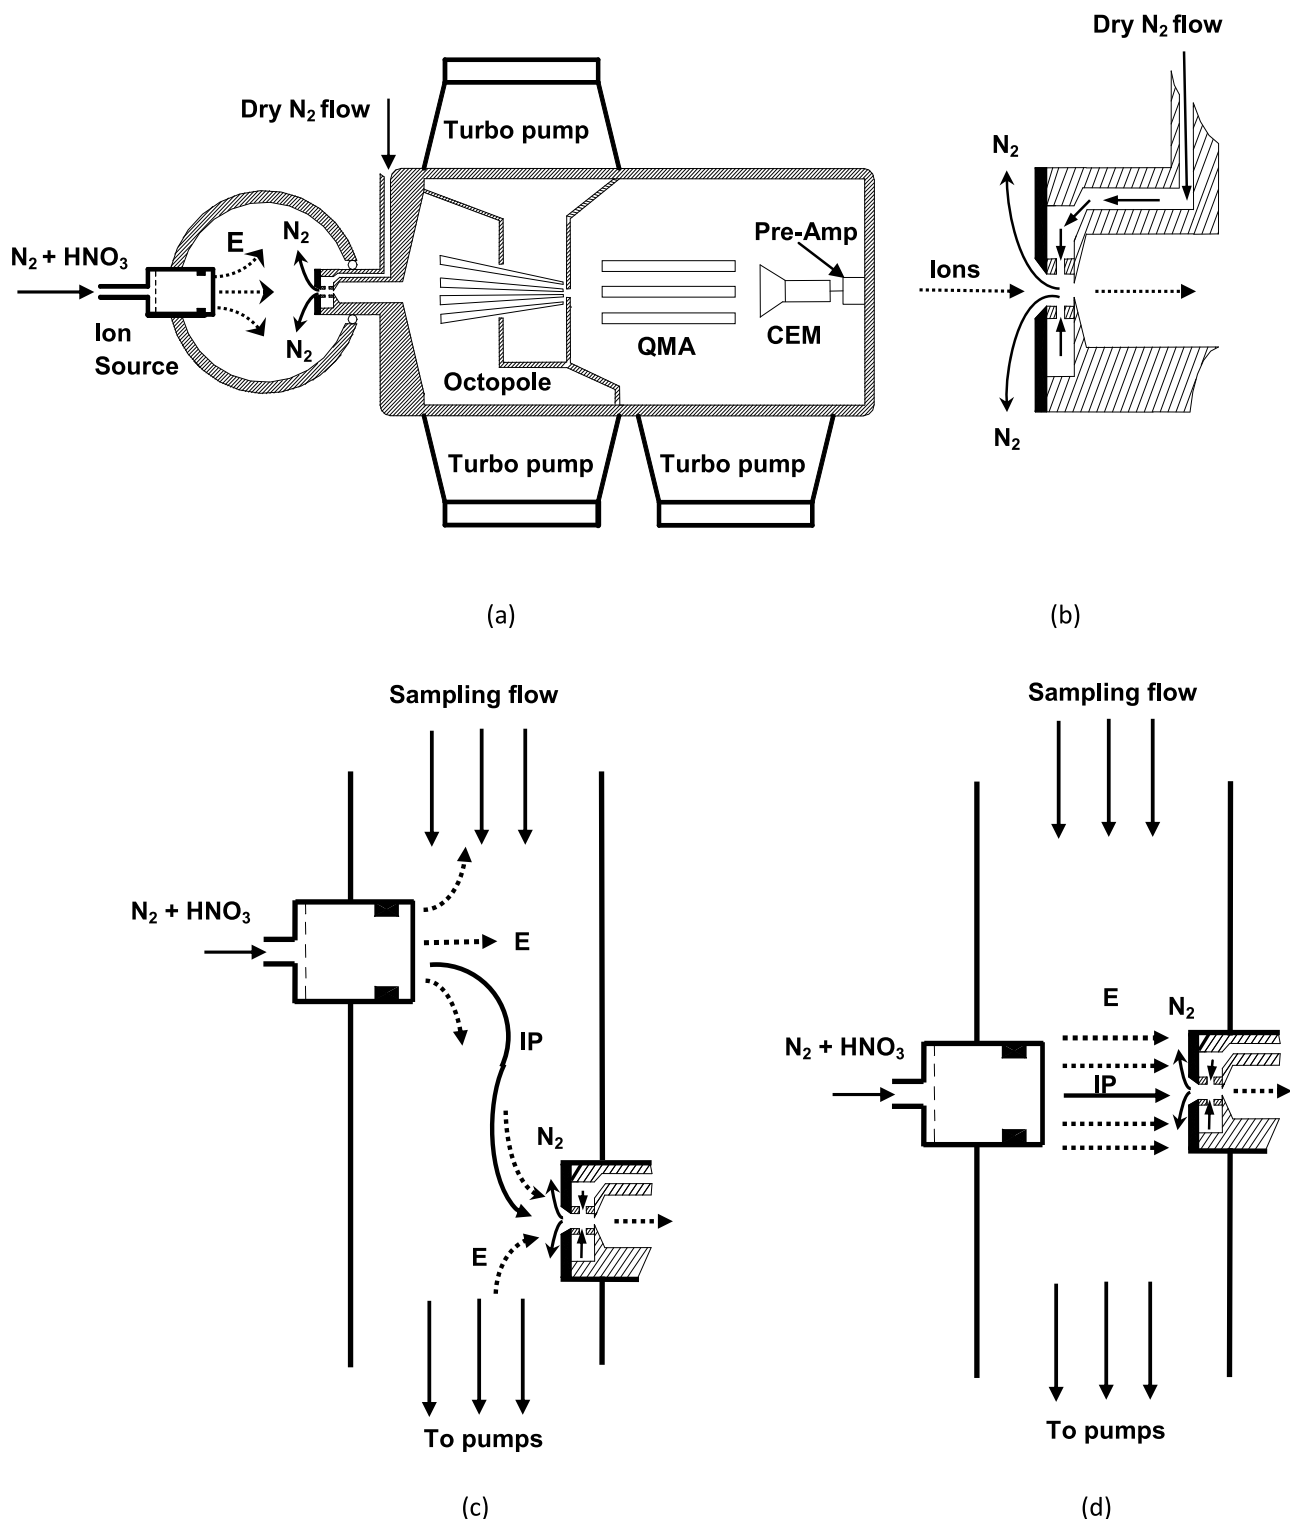 Dry N₂ flow
Turbo pump
N₂ + HNO₃
E
N₂
N₂
Ion
Source
Pre-Amp
QMA
CEM
Octopole
Turbo pump
Turbo pump
(a)
Dry N₂ flow
N₂
Ions
N₂
(b)
Sampling flow
N₂ + HNO₃
E
IP
N₂
E
To pumps
(c)
Sampling flow
E
N₂
N₂ + HNO₃
IP
To pumps
(d)